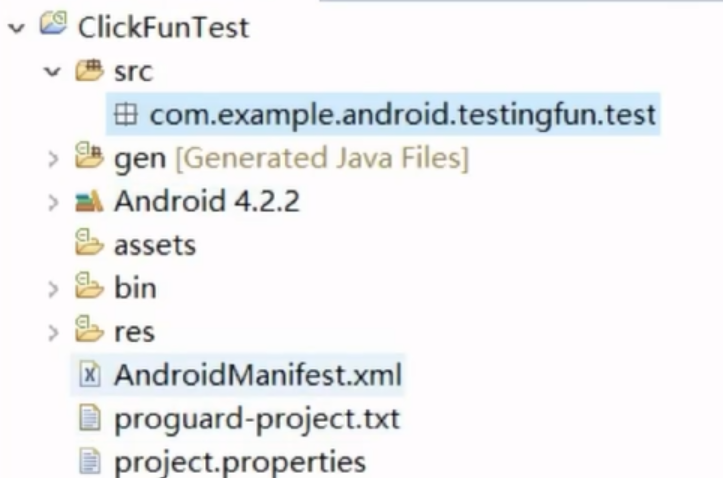 ClickFunTest
src
com.example.android.testingfun.test
gen [Generated Java Files]
Android 4.2.2
assets
bin
res
AndroidManifest.xml
proguard-project.txt
project.properties